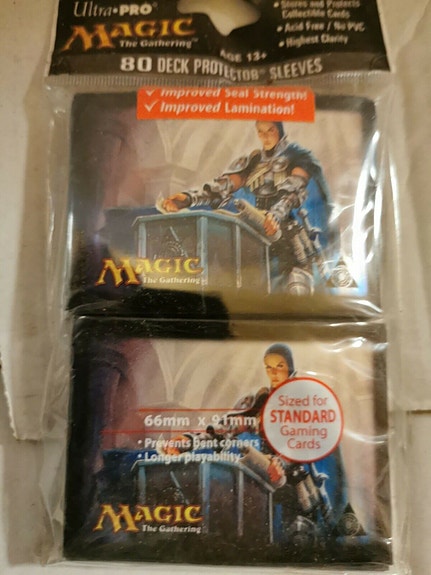 Ultra•PRO®
MAGIC
The Gathering®
• Stores and Protects
Collectible Cards
• Acid Free / No PVC
• Highest Clarity
AGE 13+
80 DECK PROTECTOR® SLEEVES
✓ Improved Seal Strength!
✓ Improved Lamination!
MAGIC
The Gathering
66mm x 91mm
• Prevents bent corners
• Longer playability
Sized for
STANDARD
Gaming
Cards
MAGIC
The Gathering